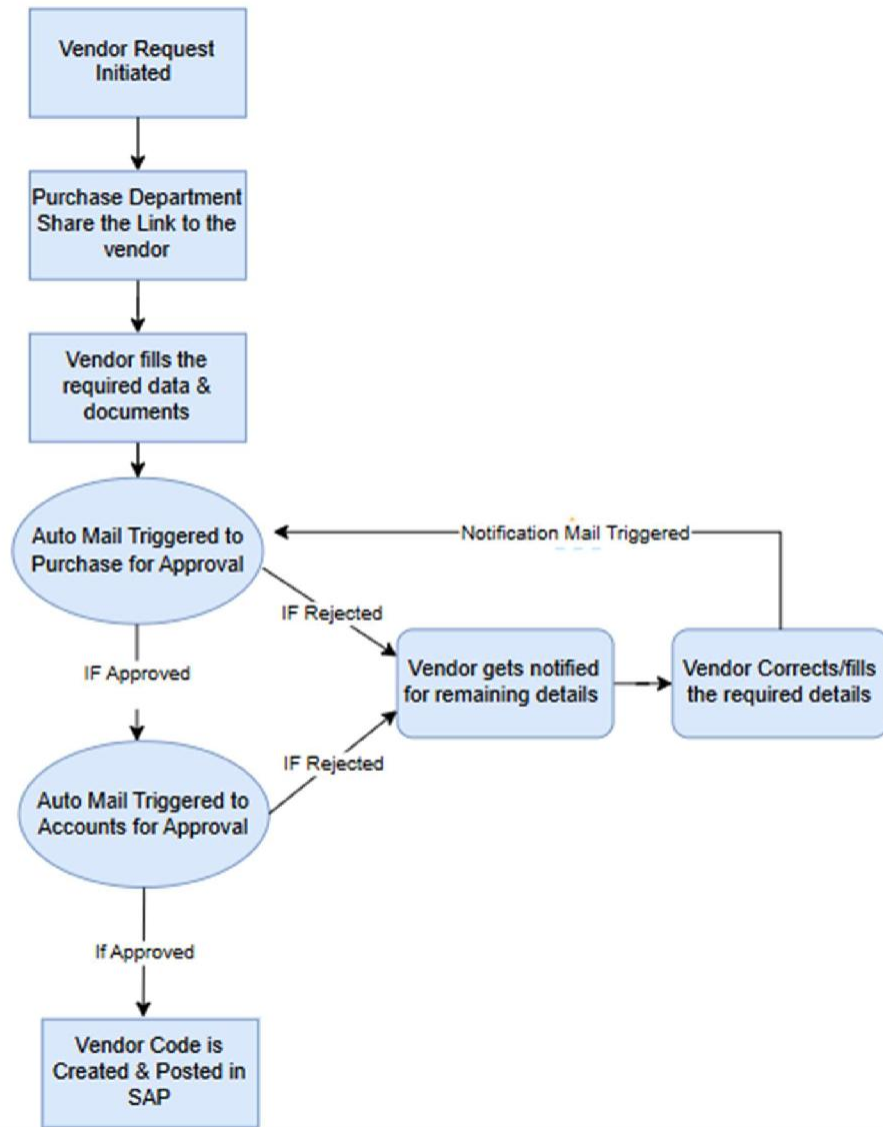 Vendor Request
Initiated
Purchase Department
Share the Link to the
vendor
Vendor fills the
required data &
documents
Auto Mail Triggered to
Purchase for Approval
Notification Mail Triggered
IF Rejected
Vendor gets notified
for remaining details
Vendor Corrects/fills
the required details
IF Approved
IF Rejected
Auto Mail Triggered to
Accounts for Approval
If Approved
Vendor Code is
Created & Posted in
SAP